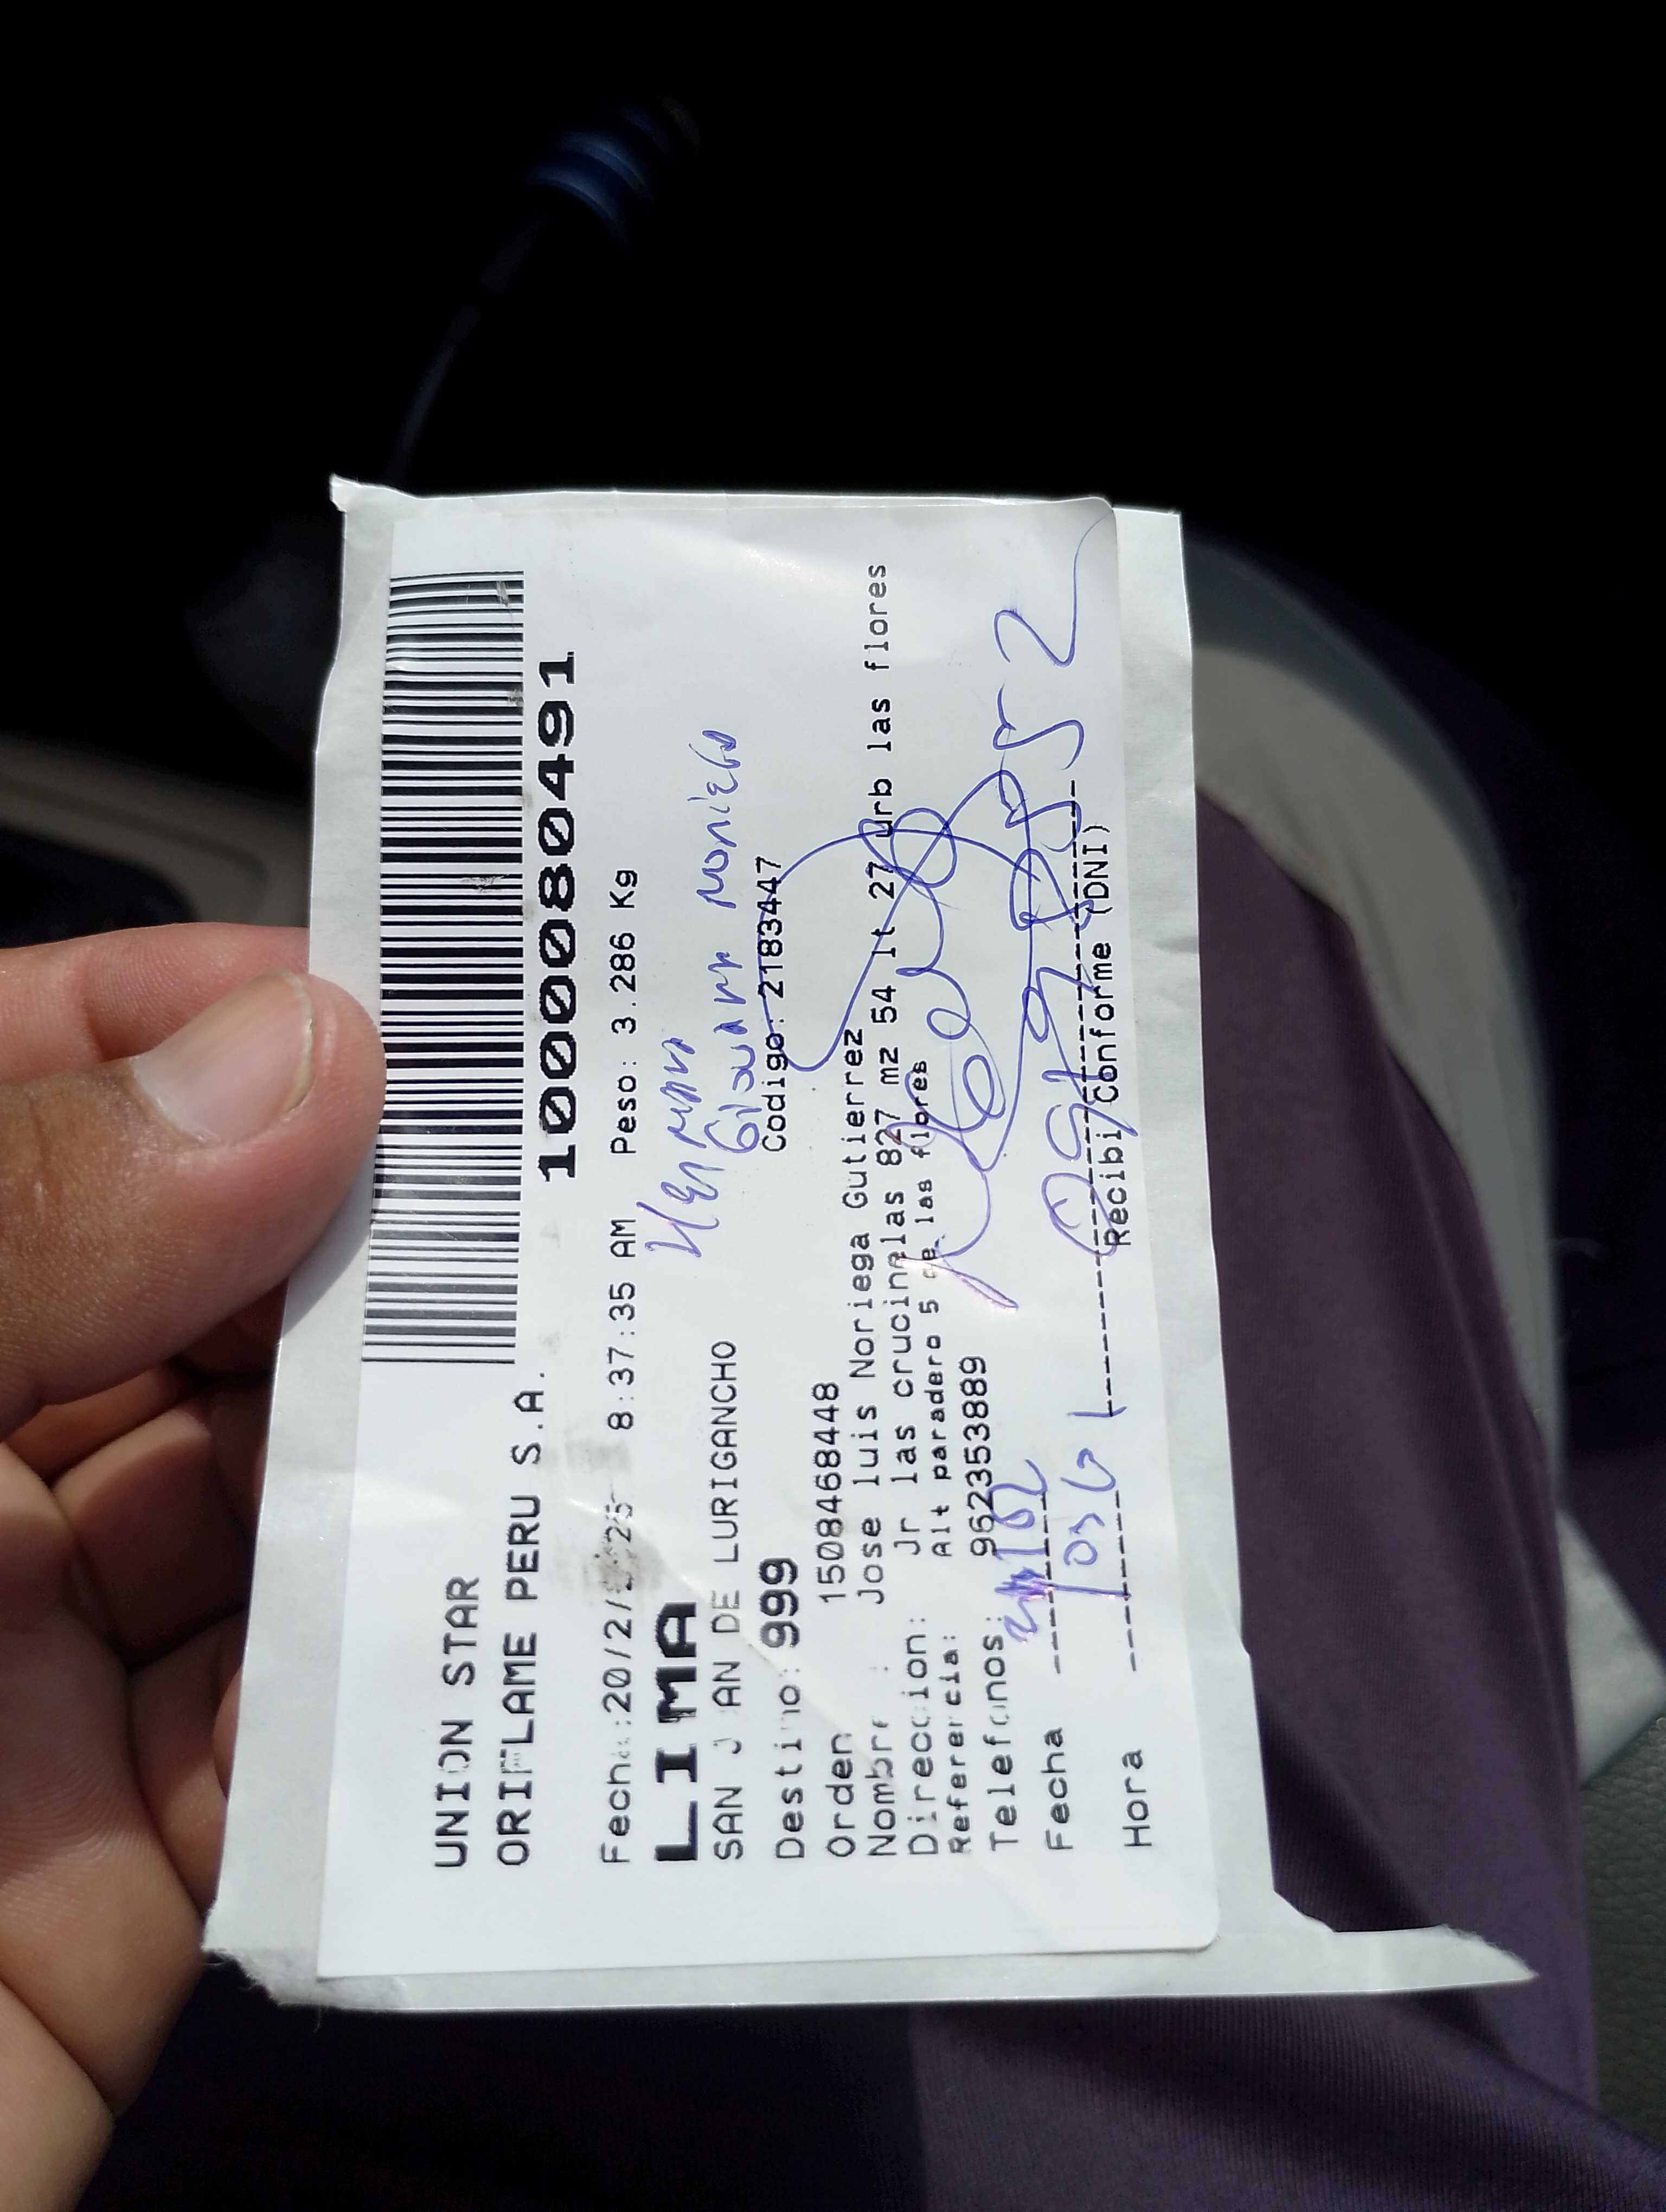 UNION STAR
ORIFLAME PERU S.A.
1000080491
Fecha:20/2/2025 8:37:35 AM Peso: 3.286 Kg
LIMA
Hermano
SAN JUAN DE LURIGANCHO
Destino: 999 Codigo: 2183447
Orden 1508468448
Nombre : Jose luis Noriega Gutierrez
Direccion: Jr las crucinelas 827 mz 54 lt 27 urb las flores
Referencia: Alt paradero 5 de las flores
Telefonos: 962353889
Fecha
Hora
Recibi Conforme (DNI)